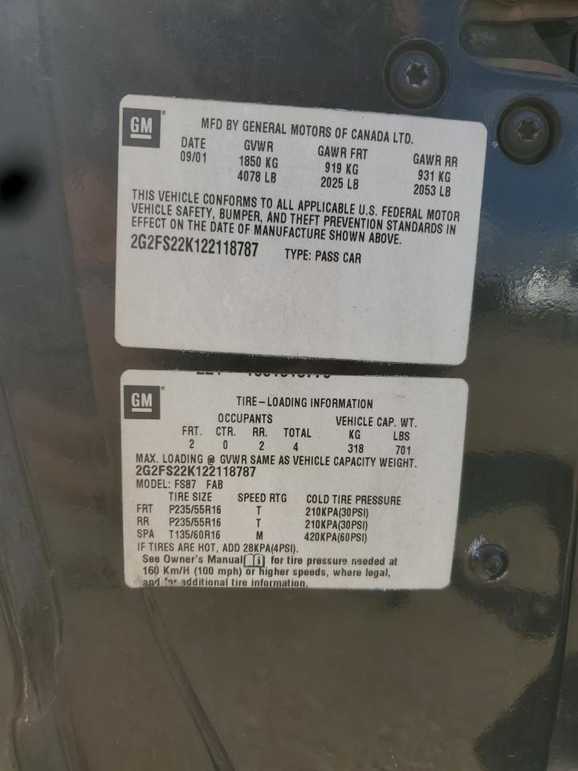 GM
MFD BY GENERAL MOTORS OF CANADA LTD.
DATE GVWR GAWR FRT GAWR RR
09/01 1850 KG 919 KG 931 KG
4078 LB 2025 LB 2053 LB
THIS VEHICLE CONFORMS TO ALL APPLICABLE U.S. FEDERAL MOTOR
VEHICLE SAFETY, BUMPER, AND THEFT PREVENTION STANDARDS IN
EFFECT ON THE DATE OF MANUFACTURE SHOWN ABOVE.
2G2FS22K122118787 TYPE: PASS CAR
GM
TIRE-LOADING INFORMATION
OCCUPANTS VEHICLE CAP. WT.
FRT. CTR. RR. TOTAL KG LBS
2 0 2 4 318 701
MAX. LOADING @ GVWR SAME AS VEHICLE CAPACITY WEIGHT.
2G2FS22K122118787
MODEL: FS87 FAB
TIRE SIZE SPEED RTG COLD TIRE PRESSURE
FRT P235/55R16 T 210KPA(30PSI)
RR P235/55R16 T 210KPA(30PSI)
SPA T135/60R16 M 420KPA(60PSI)
IF TIRES ARE HOT, ADD 28KPA(4PSI).
See Owner's Manual i for tire pressure needed at
160 Km/H (100 mph) or higher speeds, where legal,
and for additional tire information.